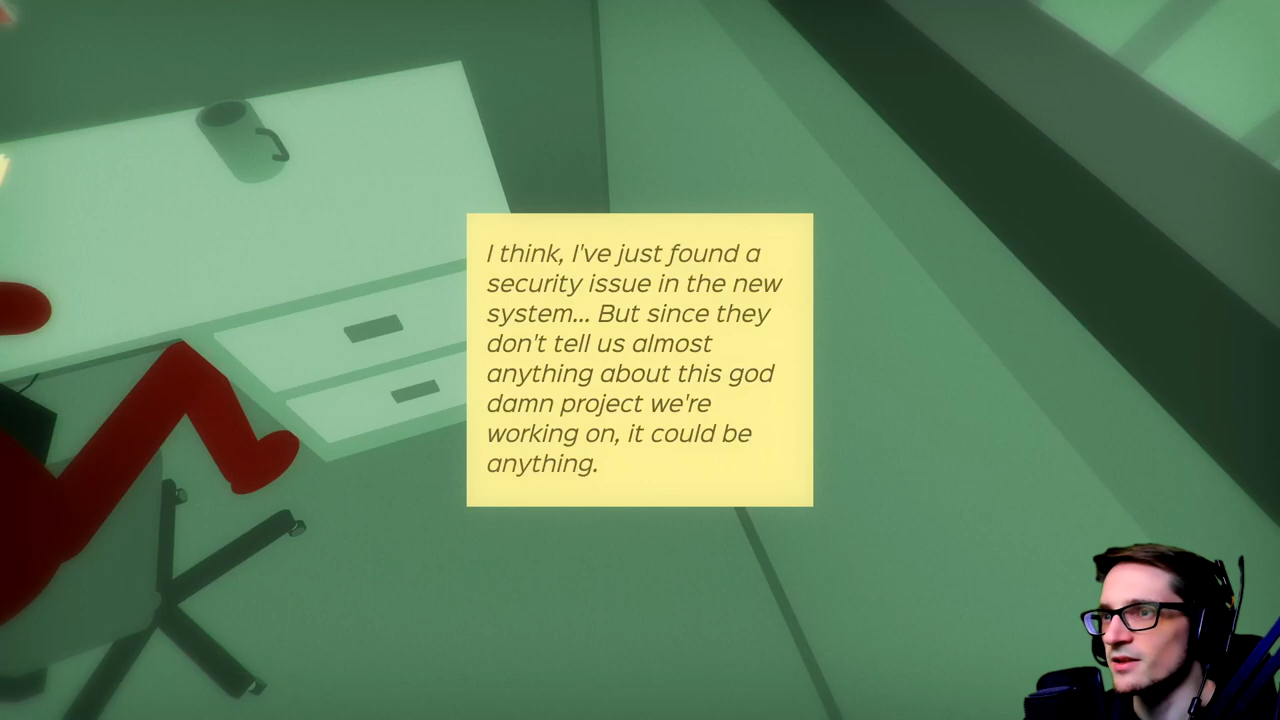 I think, I've just found a
security issue in the new
system... But since they
don't tell us almost
anything about this god
damn project we're
working on, it could be
anything.